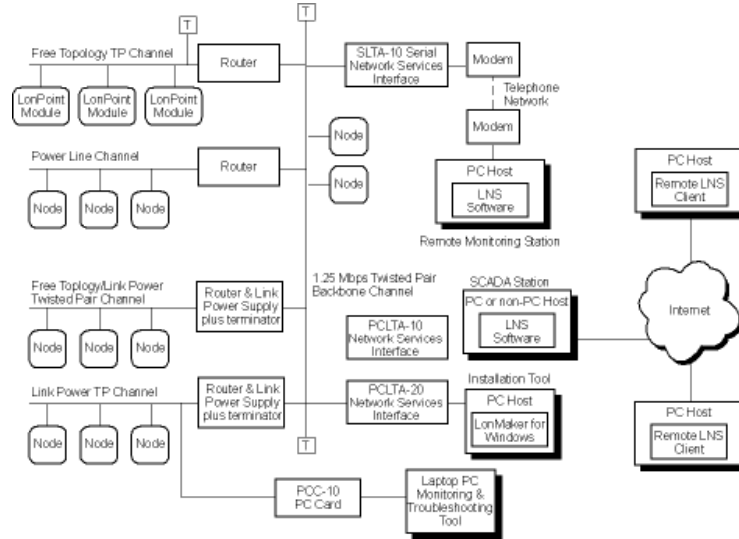 T
T
Free Topology TP Channel
Router
SLTA-10 Serial
Network Services
Interface
Modem
LonPoint
Module
LonPoint
Module
LonPoint
Module
Telephone
Network
Modem
Node
Power Line Channel
Router
Node
Node
Node
Node
PC Host
LNS
Software
Remote Monitoring Station
PC Host
Remote LNS
Client
Free Toplogy/Link Power
Twisted Pair Channel
Router & Link
Power Supply
plus terminator
1.25 Mbps Twisted Pair
Backbone Channel
SCADA Station
PC or non-PC Host
LNS
Software
Internet
PCLTA-10
Network Services
Interface
Node
Node
Node
Link Power TP Channel
Router & Link
Power Supply
plus terminator
PCLTA-20
Network Services
Interface
Installation Tool
PC Host
LonMaker for
Windows
PC Host
Remote LNS
Client
Node
Node
Node
T
PCC-10
PC Card
Laptop PC
Monitoring &
Troubleshooting
Tool